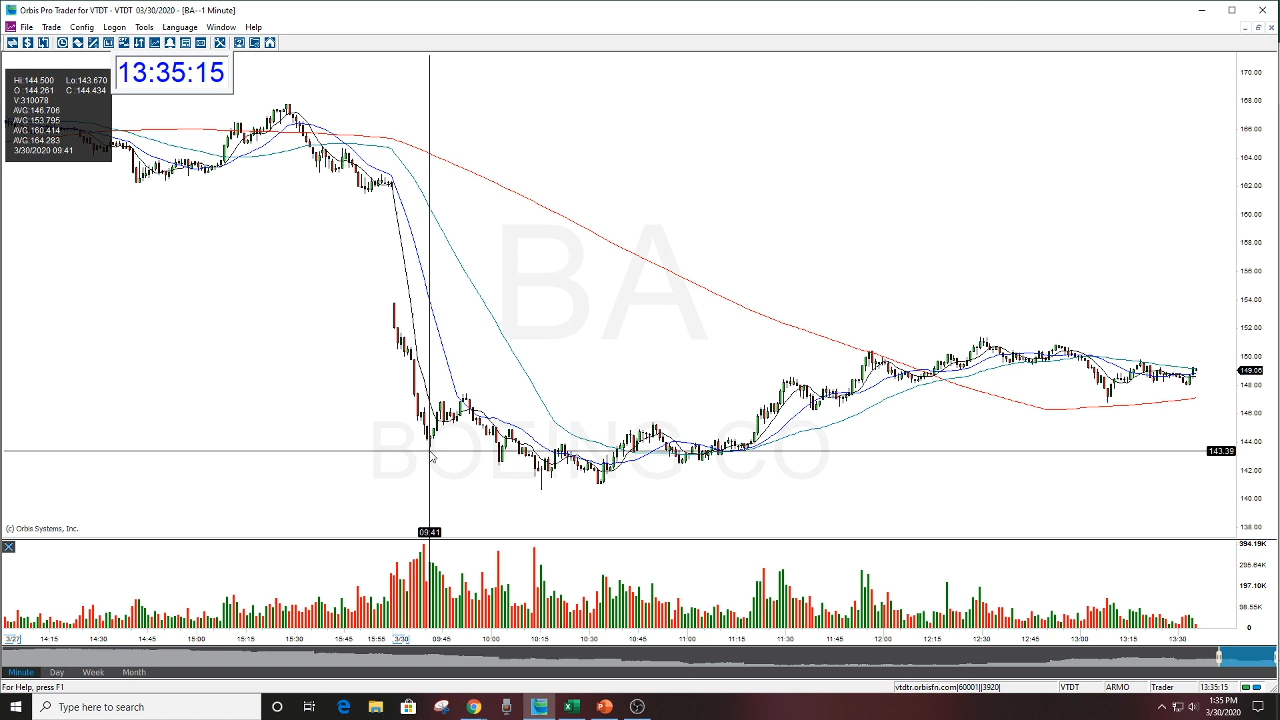 Orbis Pro Trader for VTDT - VTDT 03/30/2020 - [BA--1 Minute]
File Trade Config Logon Tools Language Window Help
13:35:15
Hi:144.500 Lo:143.670
O :144.261 C :144.434
V:310078
AVG:146.706
AVG:153.795
AVG:160.414
AVG:164.283
3/30/2020 09:41
BA
BOEING CO
170.00
168.00
166.00
164.00
162.00
160.00
158.00
156.00
154.00
152.00
150.00
149.06
148.00
146.00
144.00
143.39
142.00
140.00
138.00
(c) Orbis Systems, Inc.
09:41
394.19K
295.64K
197.10K
98.55K
0
3/27 14:15 14:30 14:45 15:00 15:15 15:30 15:45 15:55 3/30 09:45 10:00 10:15 10:30 10:45 11:00 11:15 11:30 11:45 12:00 12:15 12:30 12:45 13:00 13:15 13:30
Minute Day Week Month
For Help, press F1 vtdtr.orbisfn.com|60001||3920| VTDT ARMO Trader 13:35:15
Type here to search
1:35 PM
3/30/2020